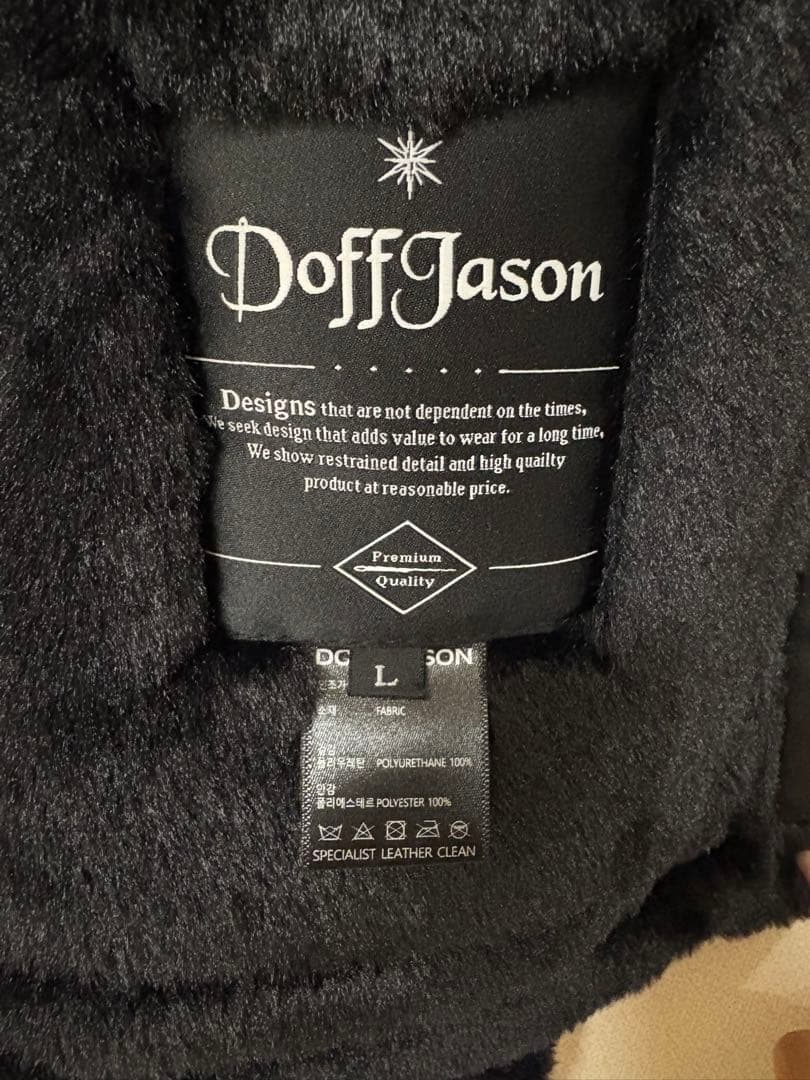 Doff Jason
Designs that are not dependent on the times,
We seek design that adds value to wear for a long time,
We show restrained detail and high quailty
product at reasonable price.
Premium
Quality
L
소재 FABRIC
겉감
폴리우레탄 POLYURETHANE 100%
안감
폴리에스테르 POLYESTER 100%
SPECIALIST LEATHER CLEAN